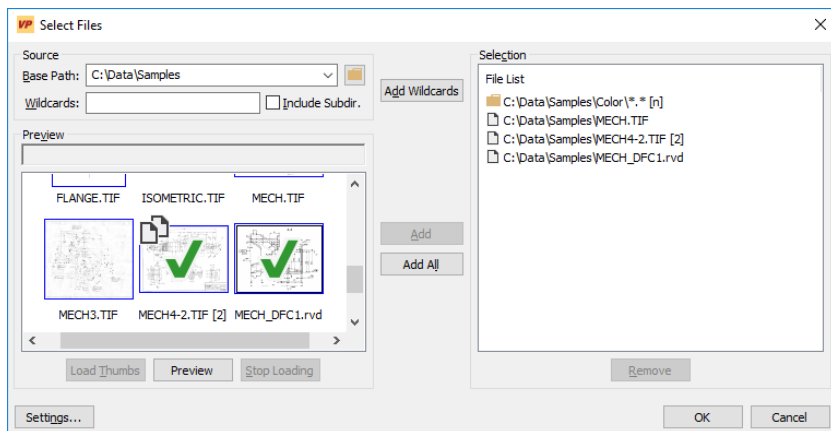 VP Select Files
Source
Base Path: C:\Data\Samples
Wildcards:
Include Subdir.
Add Wildcards
Preview
FLANGE.TIF ISOMETRIC.TIF MECH.TIF
MECH3.TIF MECH4-2.TIF [2] MECH_DFC1.rvd
Load Thumbs Preview Stop Loading
Add
Add All
Selection
File List
C:\Data\Samples\Color\*.* [n]
C:\Data\Samples\MECH.TIF
C:\Data\Samples\MECH4-2.TIF [2]
C:\Data\Samples\MECH_DFC1.rvd
Remove
Settings... OK Cancel